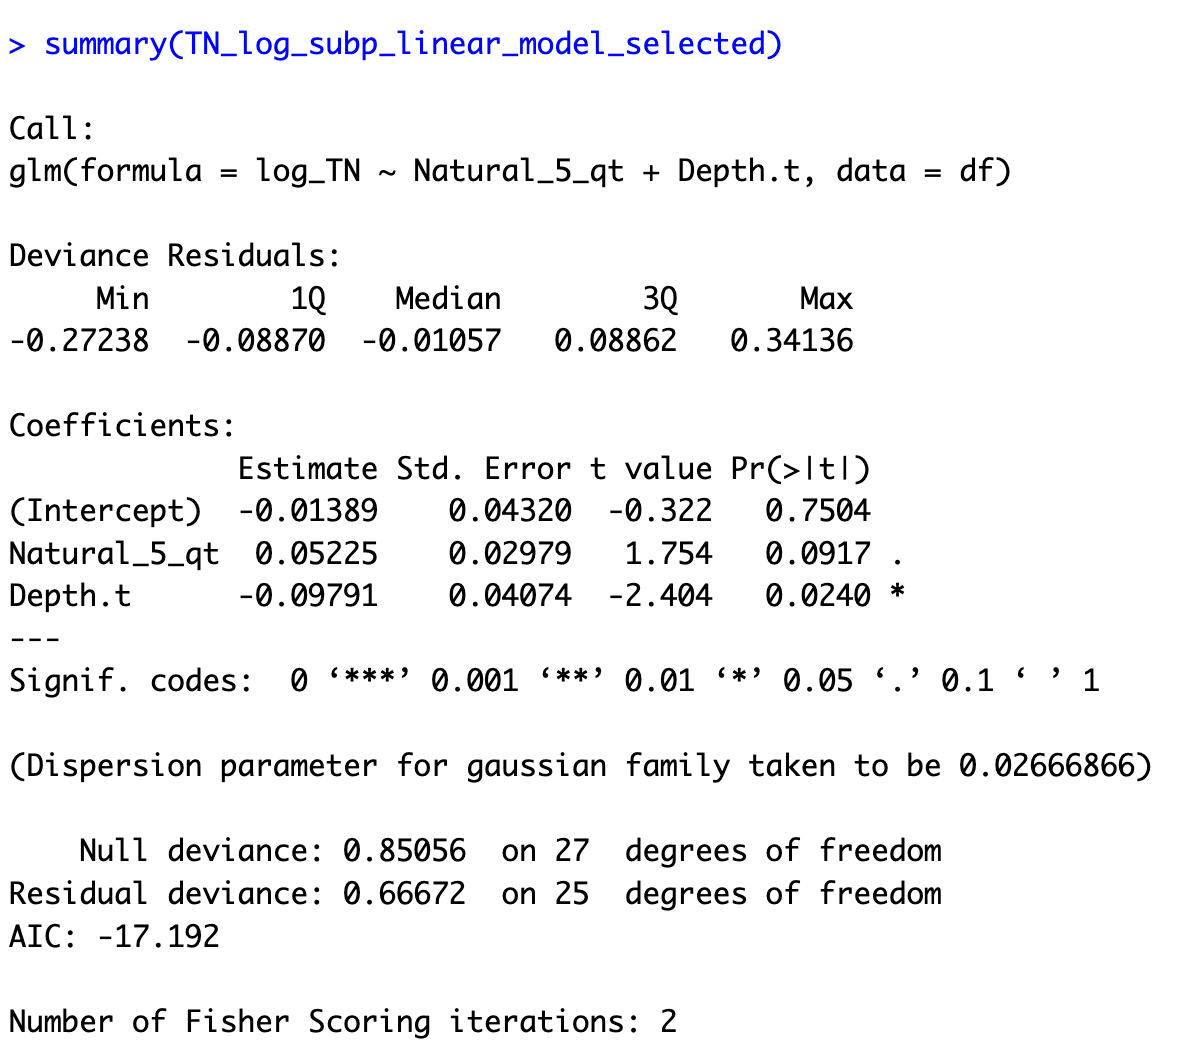 > summary(TN_log_subp_linear_model_selected)

Call:
glm(formula = log_TN ~ Natural_5_qt + Depth.t, data = df)

Deviance Residuals:
     Min        1Q    Median        3Q       Max
-0.27238  -0.08870  -0.01057   0.08862   0.34136

Coefficients:
             Estimate Std. Error t value Pr(>|t|)
(Intercept)  -0.01389    0.04320  -0.322   0.7504
Natural_5_qt  0.05225    0.02979   1.754   0.0917 .
Depth.t      -0.09791    0.04074  -2.404   0.0240 *
---
Signif. codes:  0 ‘***’ 0.001 ‘**’ 0.01 ‘*’ 0.05 ‘.’ 0.1 ‘ ’ 1

(Dispersion parameter for gaussian family taken to be 0.02666866)

    Null deviance: 0.85056  on 27  degrees of freedom
Residual deviance: 0.66672  on 25  degrees of freedom
AIC: -17.192

Number of Fisher Scoring iterations: 2